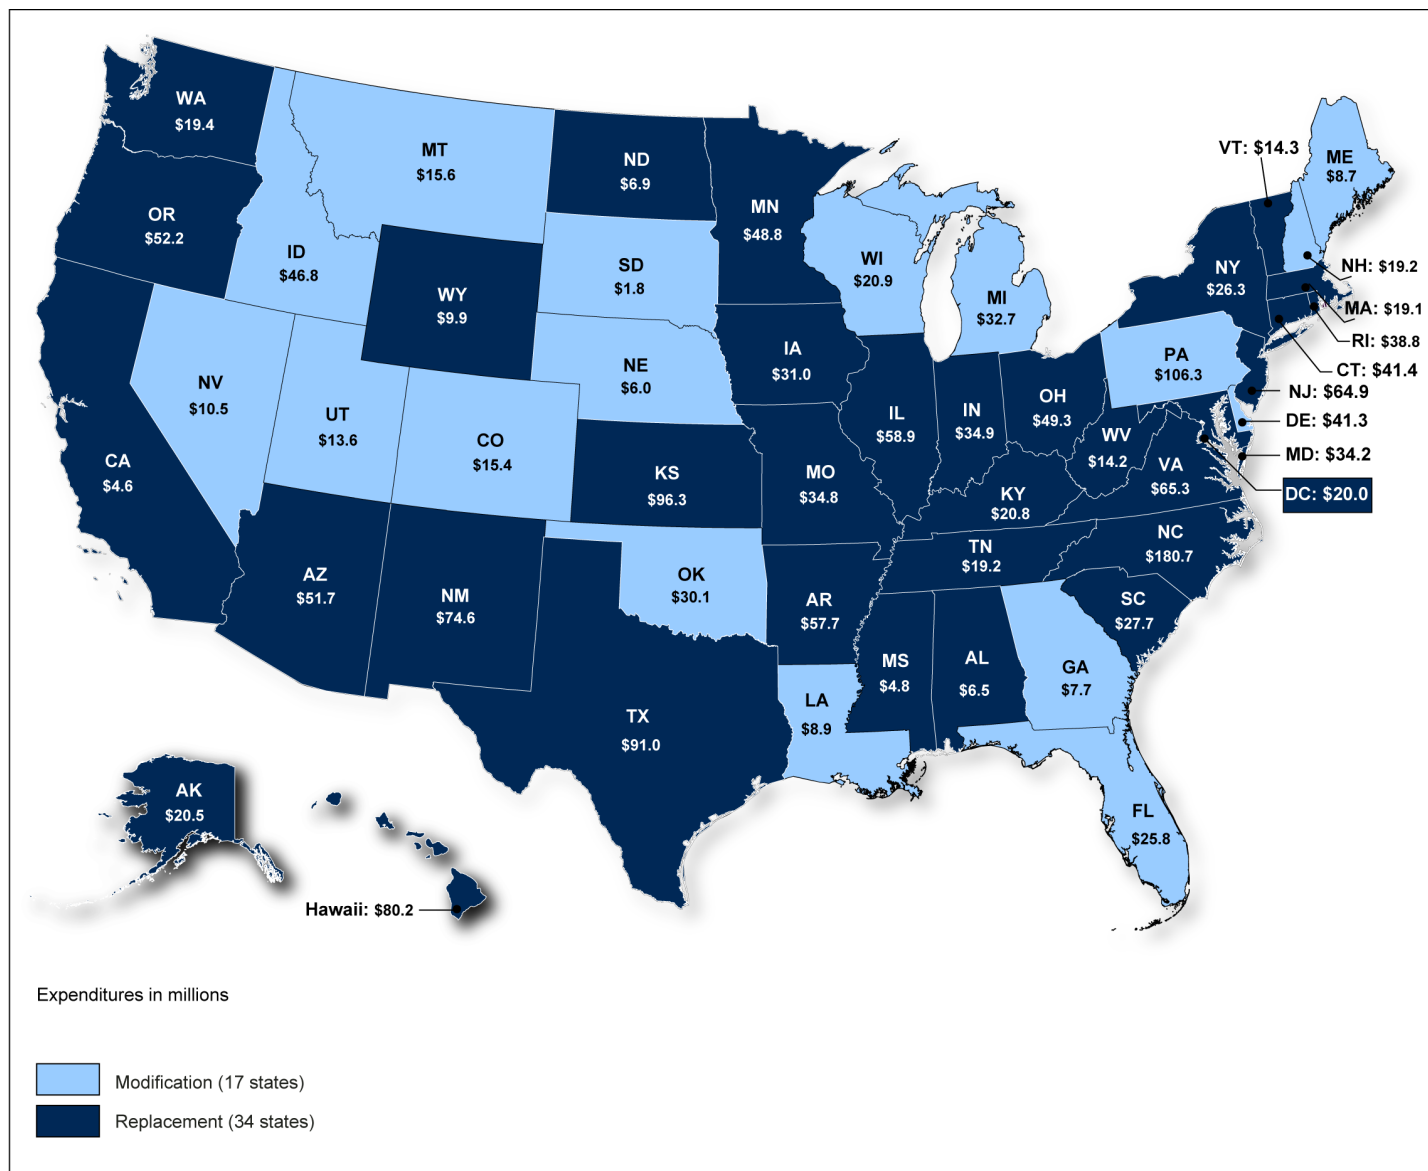 WA
$19.4
MT
$15.6
ND
$6.9
MN
$48.8
VT: $14.3
ME
$8.7
OR
$52.2
ID
$46.8
SD
$1.8
WI
$20.9
MI
$32.7
NY
$26.3
NH: $19.2
MA: $19.1
RI: $38.8
CT: $41.4
WY
$9.9
NE
$6.0
IA
$31.0
PA
$106.3
NJ: $64.9
DE: $41.3
MD: $34.2
DC: $20.0
NV
$10.5
UT
$13.6
CO
$15.4
IL
$58.9
IN
$34.9
OH
$49.3
WV
$14.2
VA
$65.3
CA
$4.6
KS
$96.3
MO
$34.8
KY
$20.8
NC
$180.7
TN
$19.2
AZ
$51.7
NM
$74.6
OK
$30.1
AR
$57.7
SC
$27.7
MS
$4.8
AL
$6.5
GA
$7.7
TX
$91.0
LA
$8.9
FL
$25.8
AK
$20.5
Hawaii: $80.2
Expenditures in millions
Modification (17 states)
Replacement (34 states)